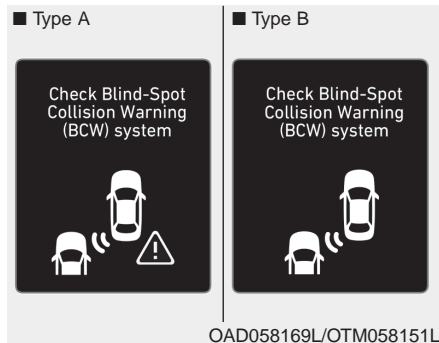 ■ Type A
Check Blind-Spot
Collision Warning
(BCW) system
■ Type B
Check Blind-Spot
Collision Warning
(BCW) system
OAD058169L/OTM058151L